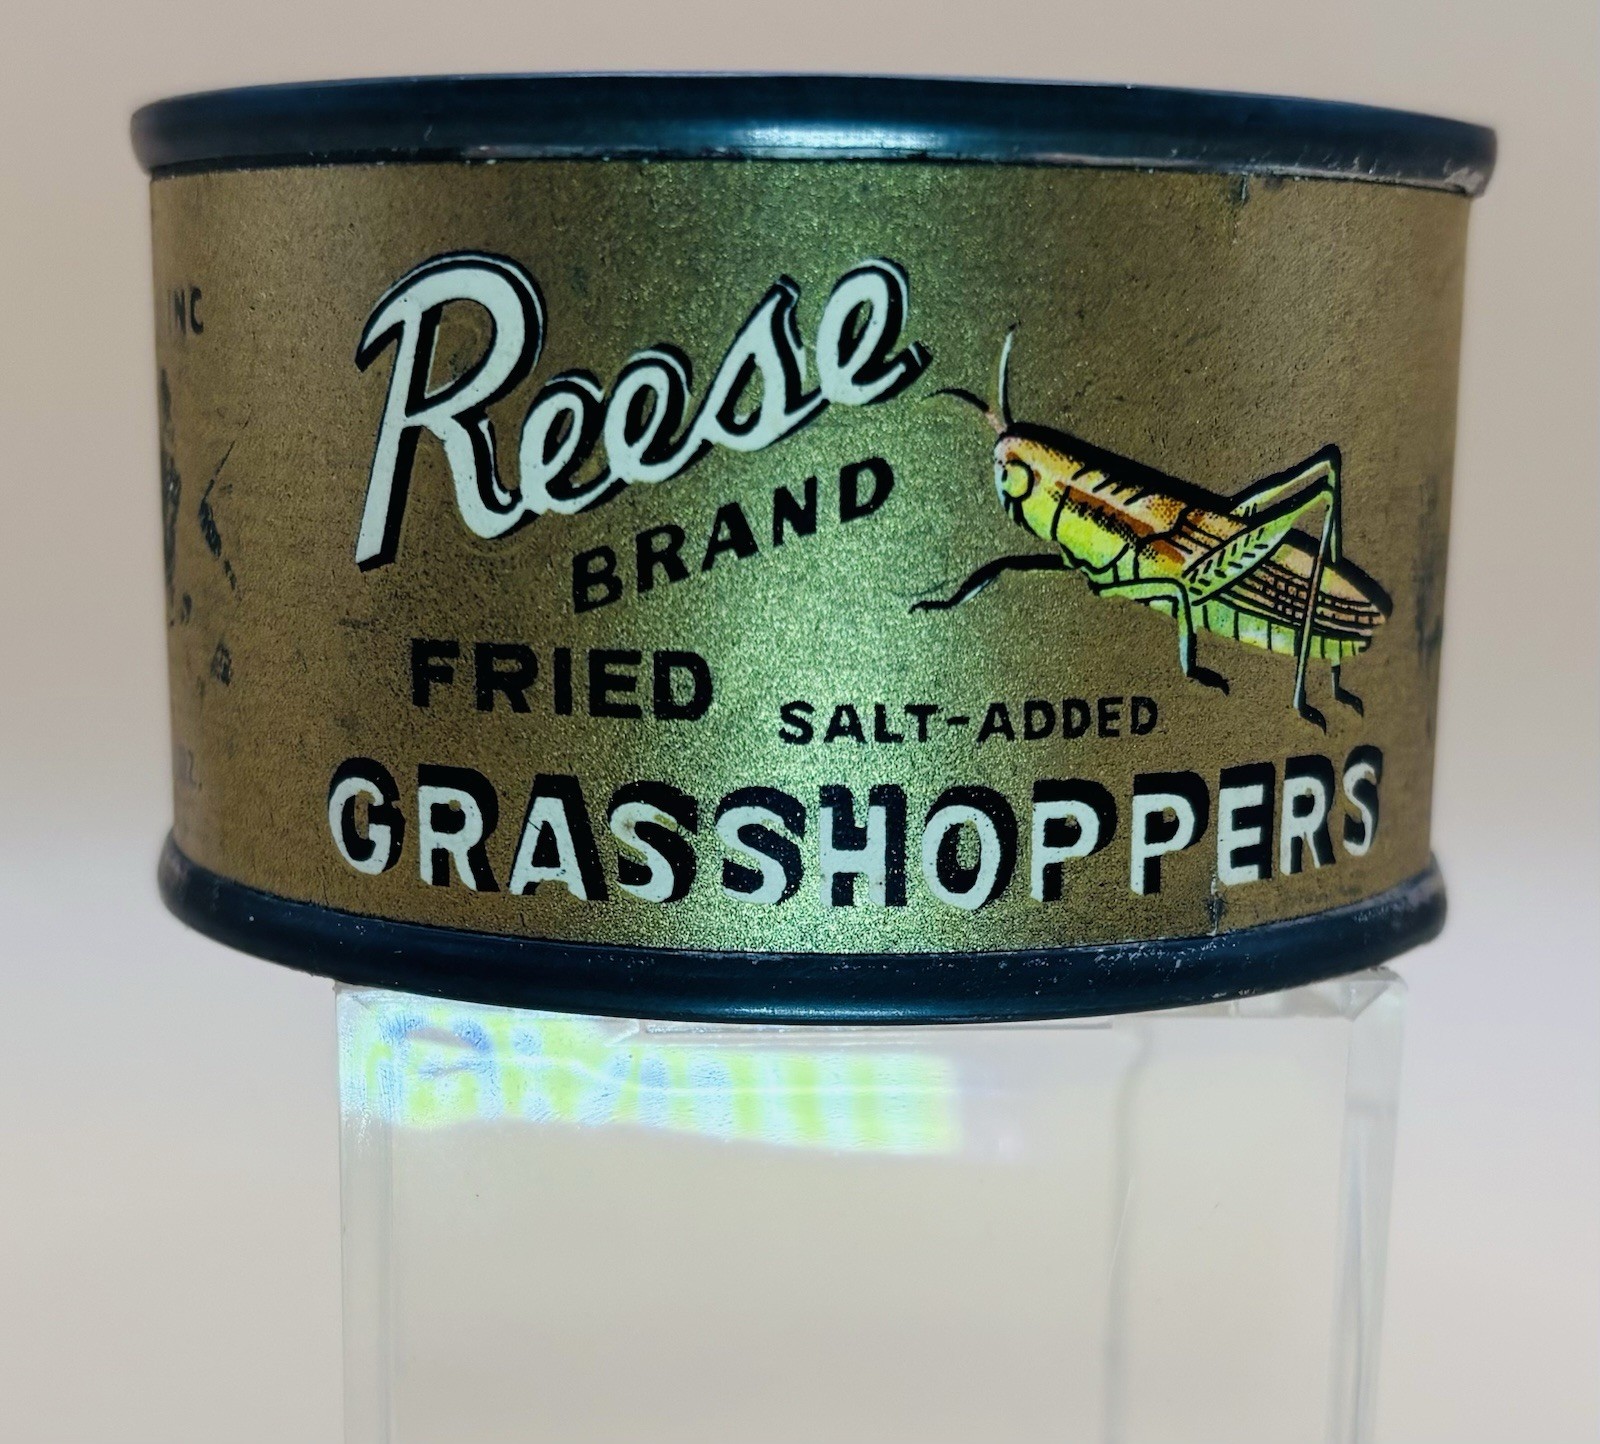 INC
Reese
BRAND
FRIED
SALT-ADDED
GRASSHOPPERS